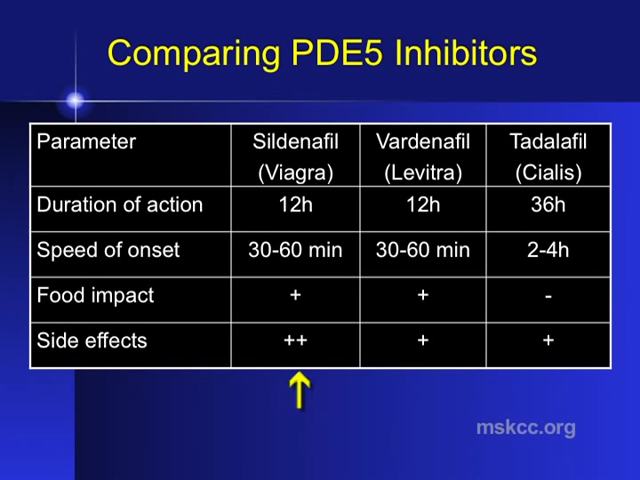 Comparing PDE5 Inhibitors
Parameter Sildenafil Vardenafil Tadalafil
(Viagra) (Levitra) (Cialis)
Duration of action 12h 12h 36h
Speed of onset 30-60 min 30-60 min 2-4h
Food impact + + -
Side effects ++ + +
mskcc.org